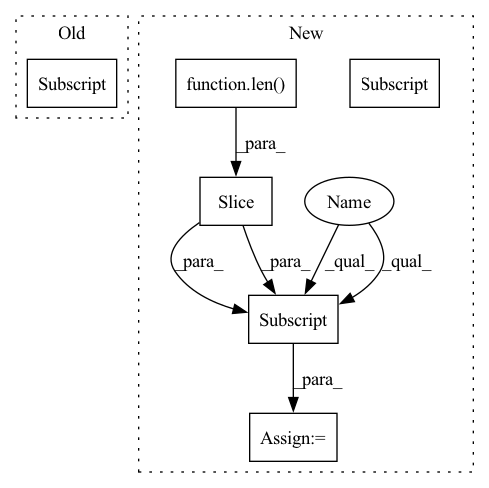 Old
New
Subscript
function.len()
Subscript
_para_
Slice
Name
_para_
_para_
_qual_
_qual_
Subscript
_para_
Assign:=